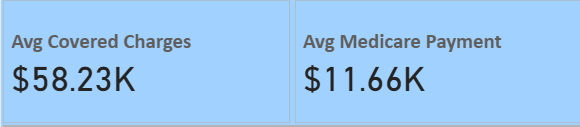 Avg Covered Charges
$58.23K
Avg Medicare Payment
$11.66K